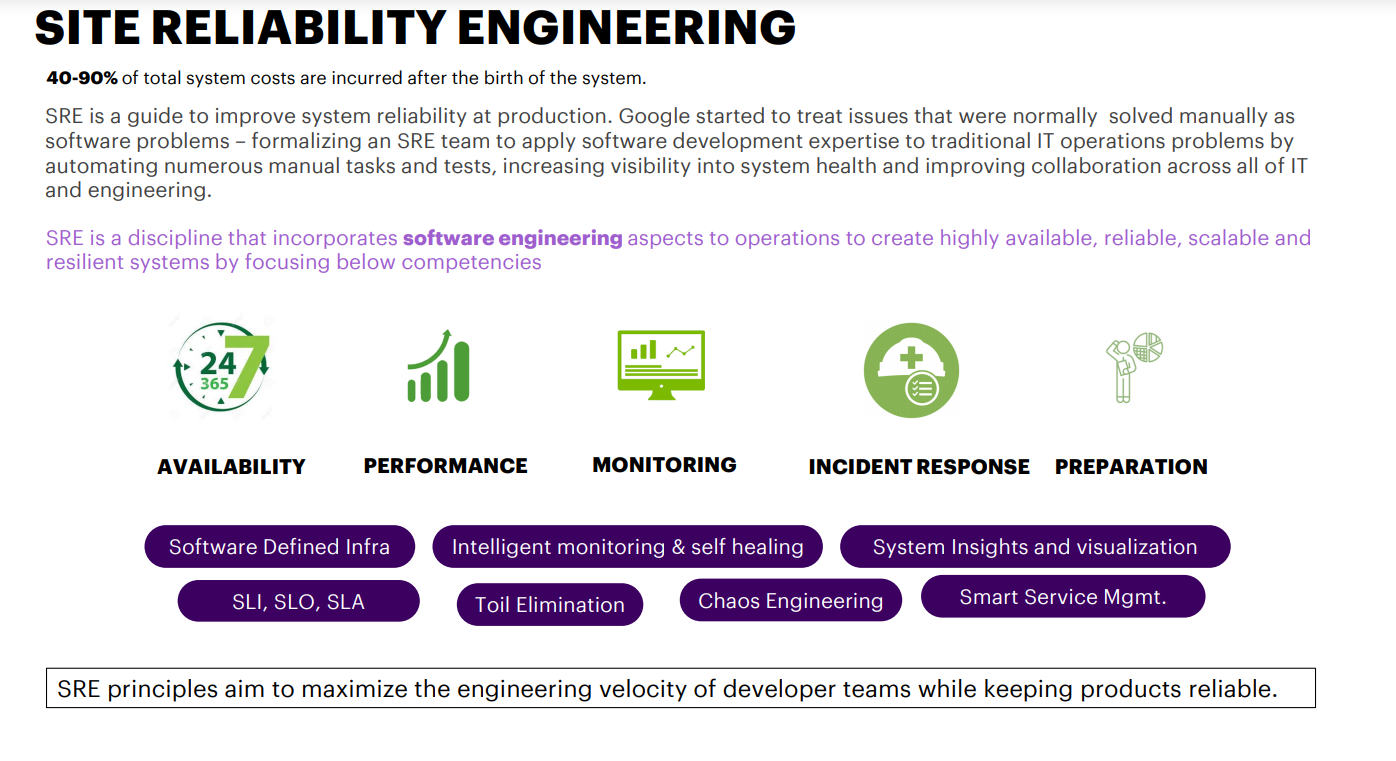 SITE RELIABILITY ENGINEERING
40-90% of total system costs are incurred after the birth of the system.
SRE is a guide to improve system reliability at production. Google started to treat issues that were normally solved manually as
software problems – formalizing an SRE team to apply software development expertise to traditional IT operations problems by
automating numerous manual tasks and tests, increasing visibility into system health and improving collaboration across all of IT
and engineering.
SRE is a discipline that incorporates software engineering aspects to operations to create highly available, reliable, scalable and
resilient systems by focusing below competencies
24 7
365
AVAILABILITY PERFORMANCE MONITORING INCIDENT RESPONSE PREPARATION
Software Defined Infra Intelligent monitoring & self healing System Insights and visualization
SLI, SLO, SLA Toil Elimination Chaos Engineering Smart Service Mgmt.
SRE principles aim to maximize the engineering velocity of developer teams while keeping products reliable.